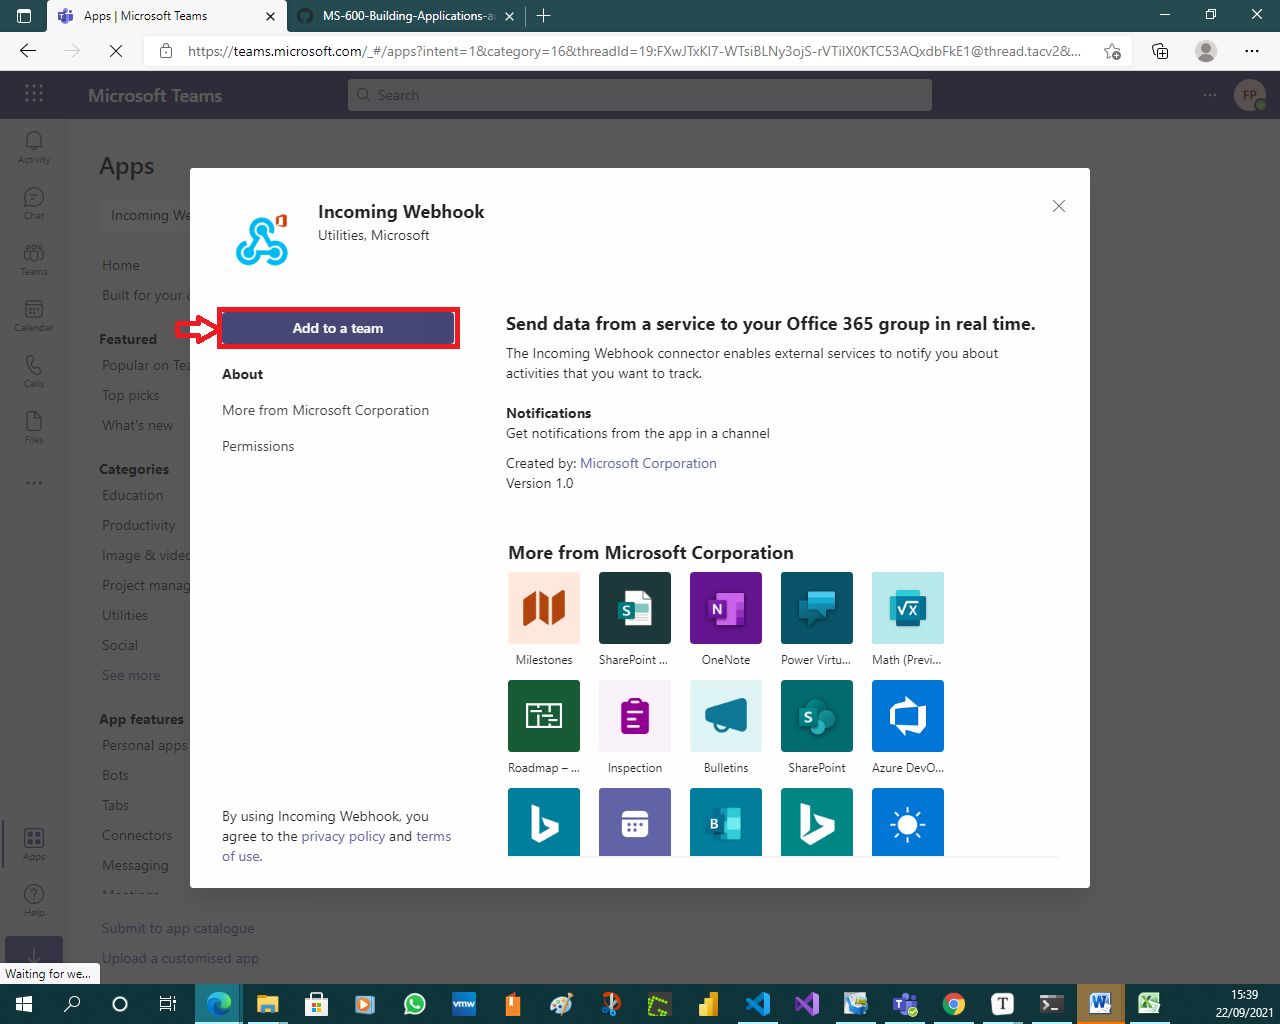 Apps | Microsoft Teams
MS-600-Building-Applications-a
https://teams.microsoft.com/_#/apps?intent=1&category=16&threadId=19:FXwJTxKI7-WTsiBLNy3ojS-rVTilX0KTC53AQxdbFkE1@thread.tacv2&...
Microsoft Teams
Search
FP
Activity
Chat
Teams
Calendar
Calls
Files
Apps
Help
Apps
Incoming We
Home
Built for your o
Featured
Popular on Tea
Top picks
What's new
Categories
Education
Productivity
Image & video
Project manag
Utilities
Social
See more
App features
Personal apps
Bots
Tabs
Connectors
Messaging
Meetings
Submit to app catalogue
Upload a customised app
Incoming Webhook
Utilities, Microsoft
Add to a team
About
More from Microsoft Corporation
Permissions
By using Incoming Webhook, you
agree to the privacy policy and terms
of use.
Send data from a service to your Office 365 group in real time.
The Incoming Webhook connector enables external services to notify you about
activities that you want to track.
Notifications
Get notifications from the app in a channel
Created by: Microsoft Corporation
Version 1.0
More from Microsoft Corporation
Milestones
SharePoint ...
OneNote
Power Virtu...
Math (Previ...
Roadmap – ...
Inspection
Bulletins
SharePoint
Azure DevO...
Waiting for we...
vmw
15:39
22/09/2021